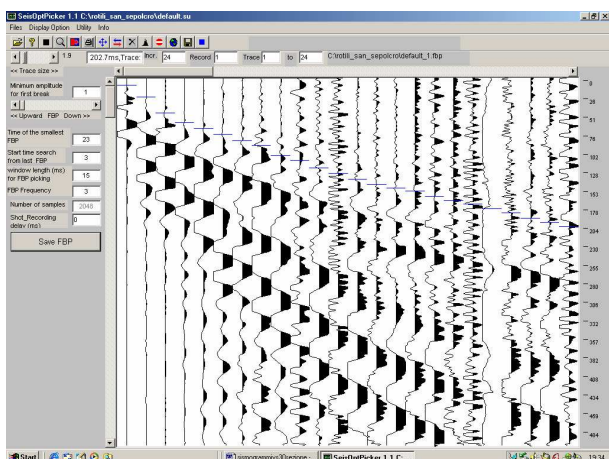 SeisOptPicker 1.1 C:\rotili_san_sepolcro\default.su
Files Display Option Utility Info
1.9 202.7ms,Trace: Incr. 24 Record 1 Trace 1 to 24 C:\rotili_san_sepolcro\default_1.fbp
<< Trace size >>
Minimum amplitude
for first break 1
<< Upward FBP Down >>
Time of the smallest
FBP 23
Start time search
from last FBP 3
window length (ms)
for FBP picking 15
FBP Frequency 3
Number of samples 2048
Shot_Recording
delay (ms) 0
Save FBP
0
26
51
76
102
128
153
179
204
230
255
280
306
332
357
383
408
434
459
Start sismogrammivs30sezione - SeisOptPicker 1.1 C: 19.34